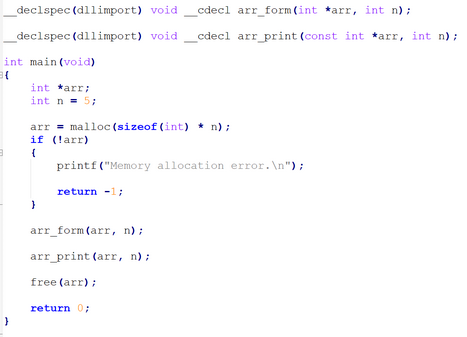 __declspec(dllimport) void __cdecl arr_form(int *arr, int n);
__declspec(dllimport) void __cdecl arr_print(const int *arr, int n);
int main(void)
{
    int *arr;
    int n = 5;
    arr = malloc(sizeof(int) * n);
    if (!arr)
    {
        printf("Memory allocation error.\n");
        return -1;
    }
    arr_form(arr, n);
    arr_print(arr, n);
    free(arr);
    return 0;
}